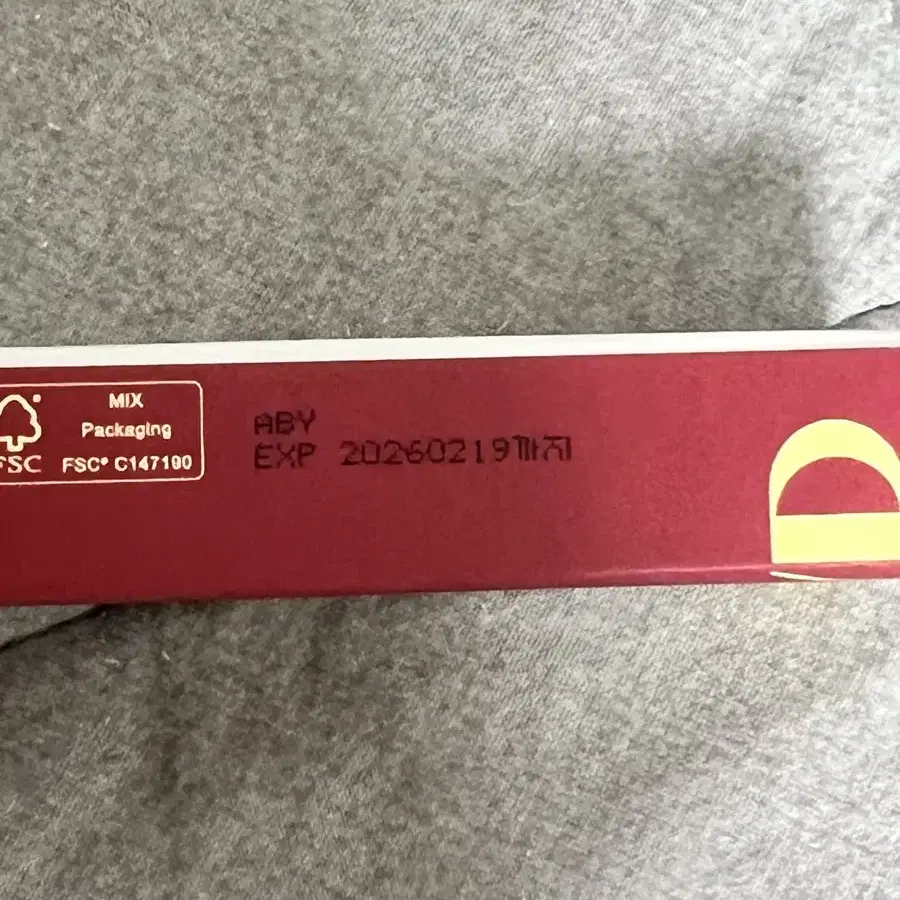 MIX
Packaging
FSC
FSC® C147190
ABY
EXP 20260219까지
D